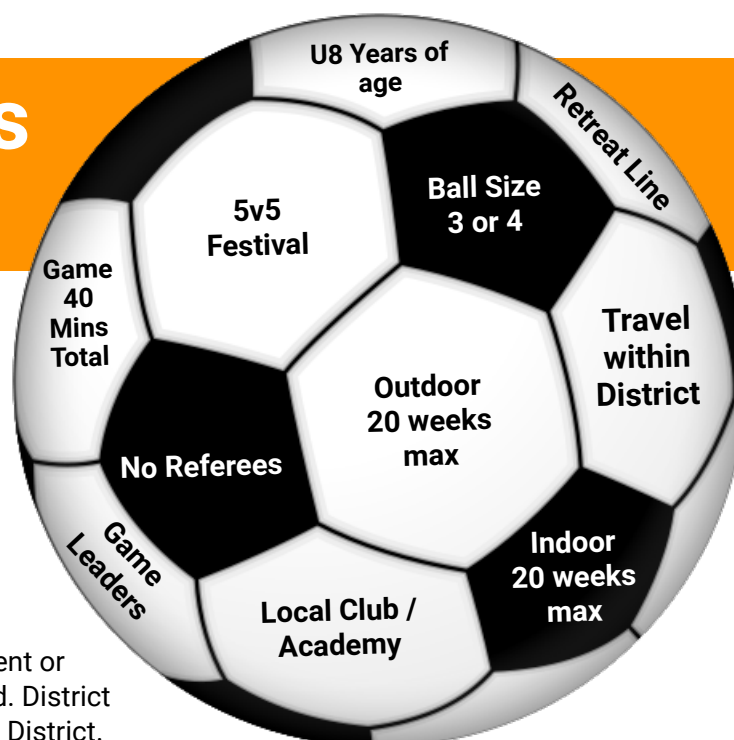 s
U8 Years of
age
Retreat Line
5v5
Festival
Ball Size
3 or 4
Game
40
Mins
Total
Travel
within
District
Outdoor
20 weeks
max
No Referees
Indoor
20 weeks
max
Game
Leaders
Local Club /
Academy
ent or
d. District
District.